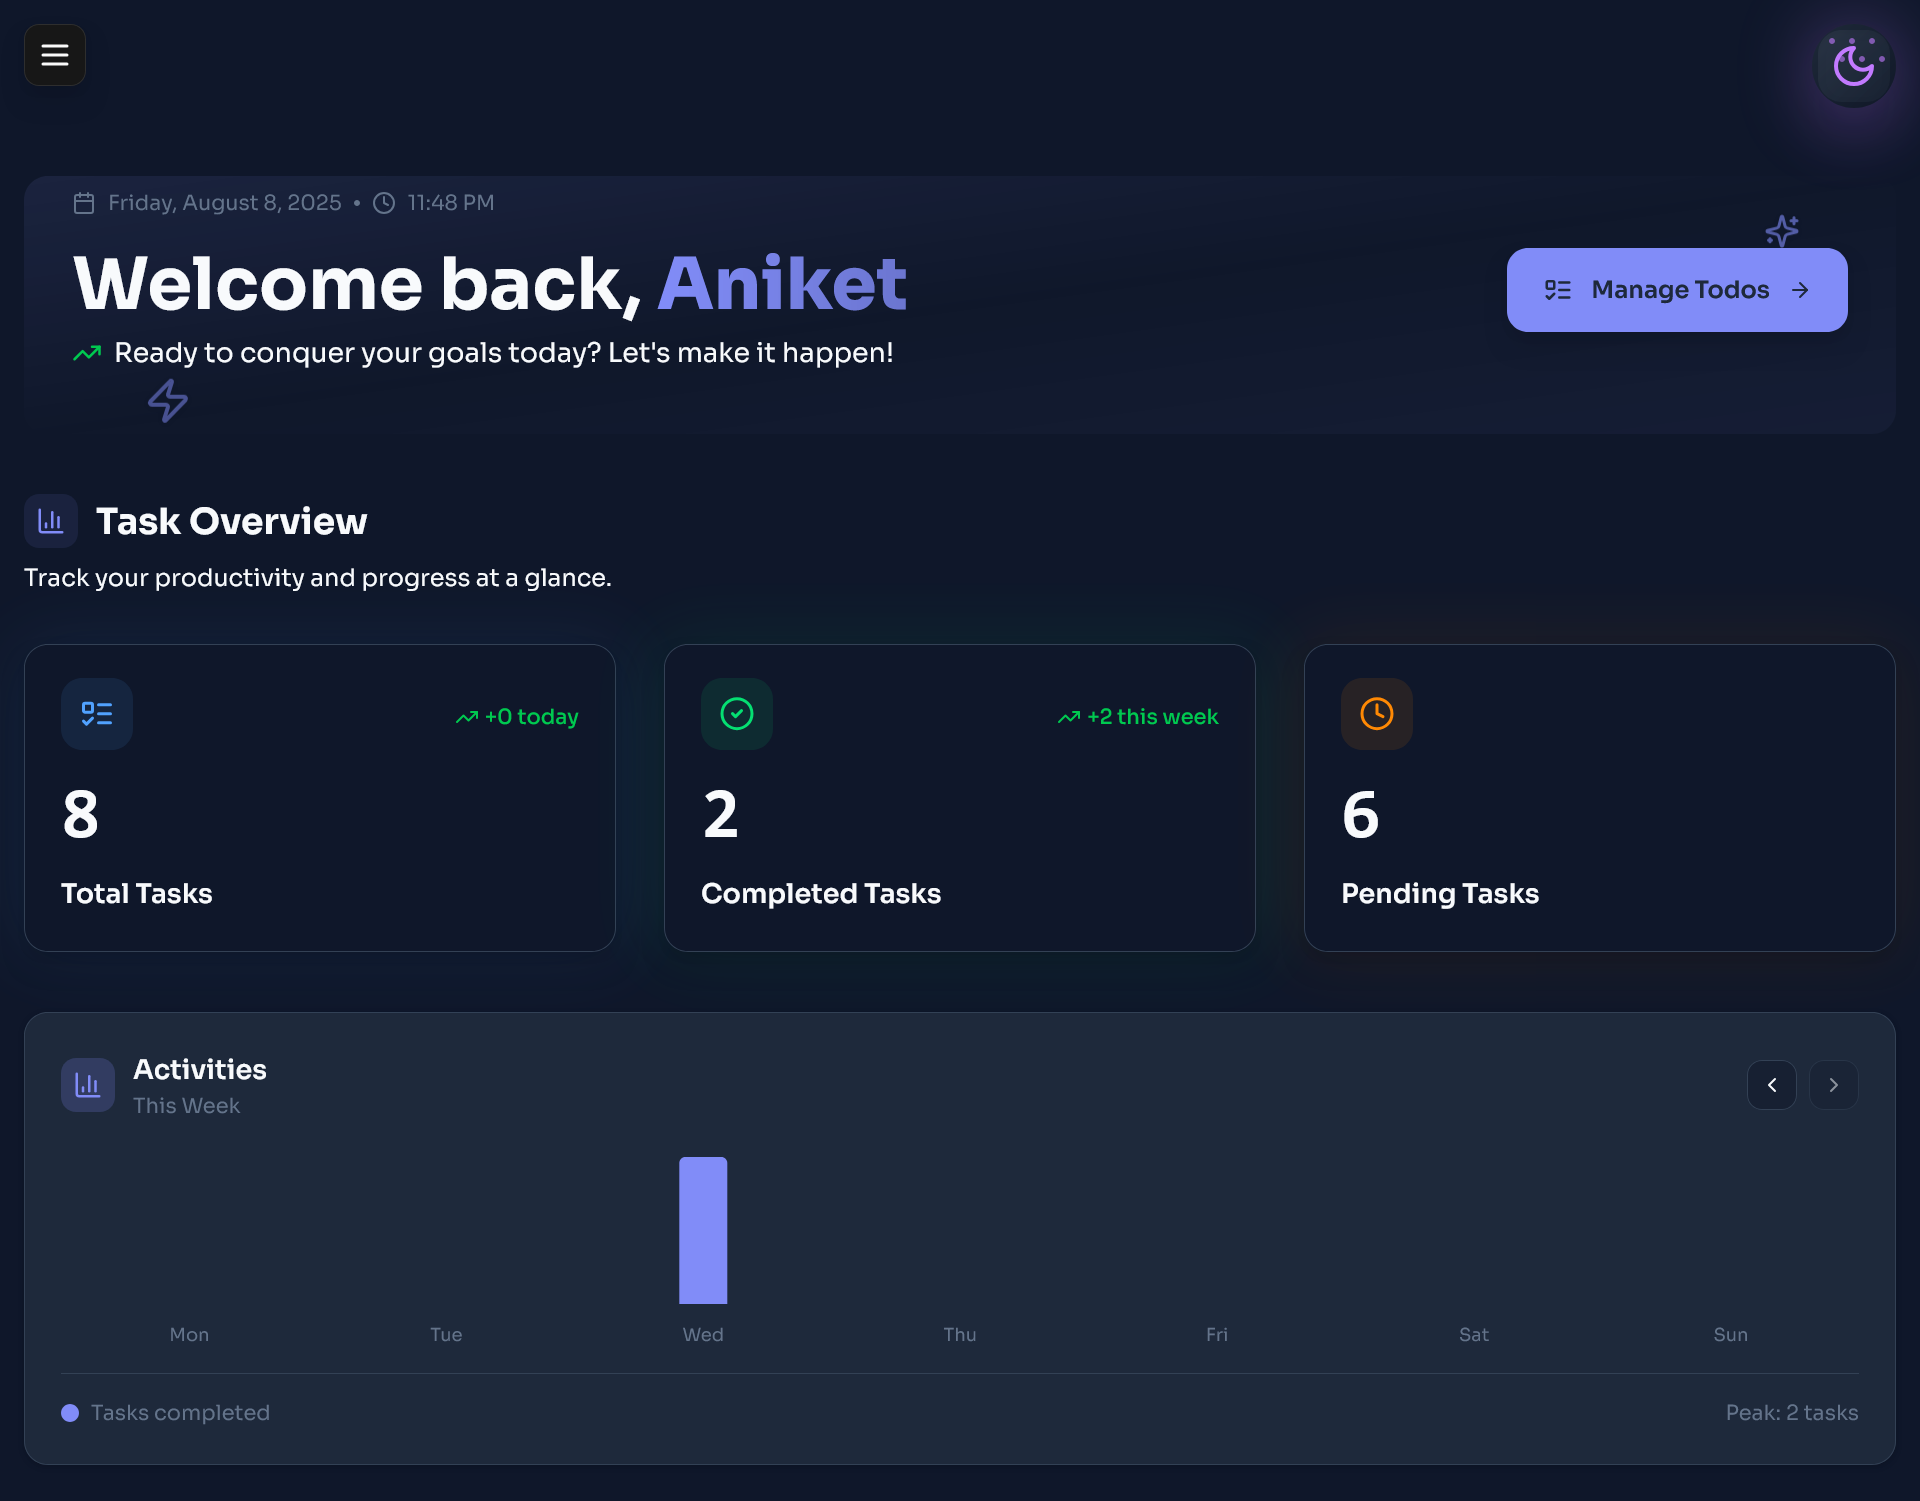 Friday, August 8, 2025 • 11:48 PM
Welcome back, Aniket
Ready to conquer your goals today? Let's make it happen!
Manage Todos
Task Overview
Track your productivity and progress at a glance.
+0 today
8
Total Tasks
+2 this week
2
Completed Tasks
6
Pending Tasks
Activities
This Week
Mon Tue Wed Thu Fri Sat Sun
Tasks completed
Peak: 2 tasks